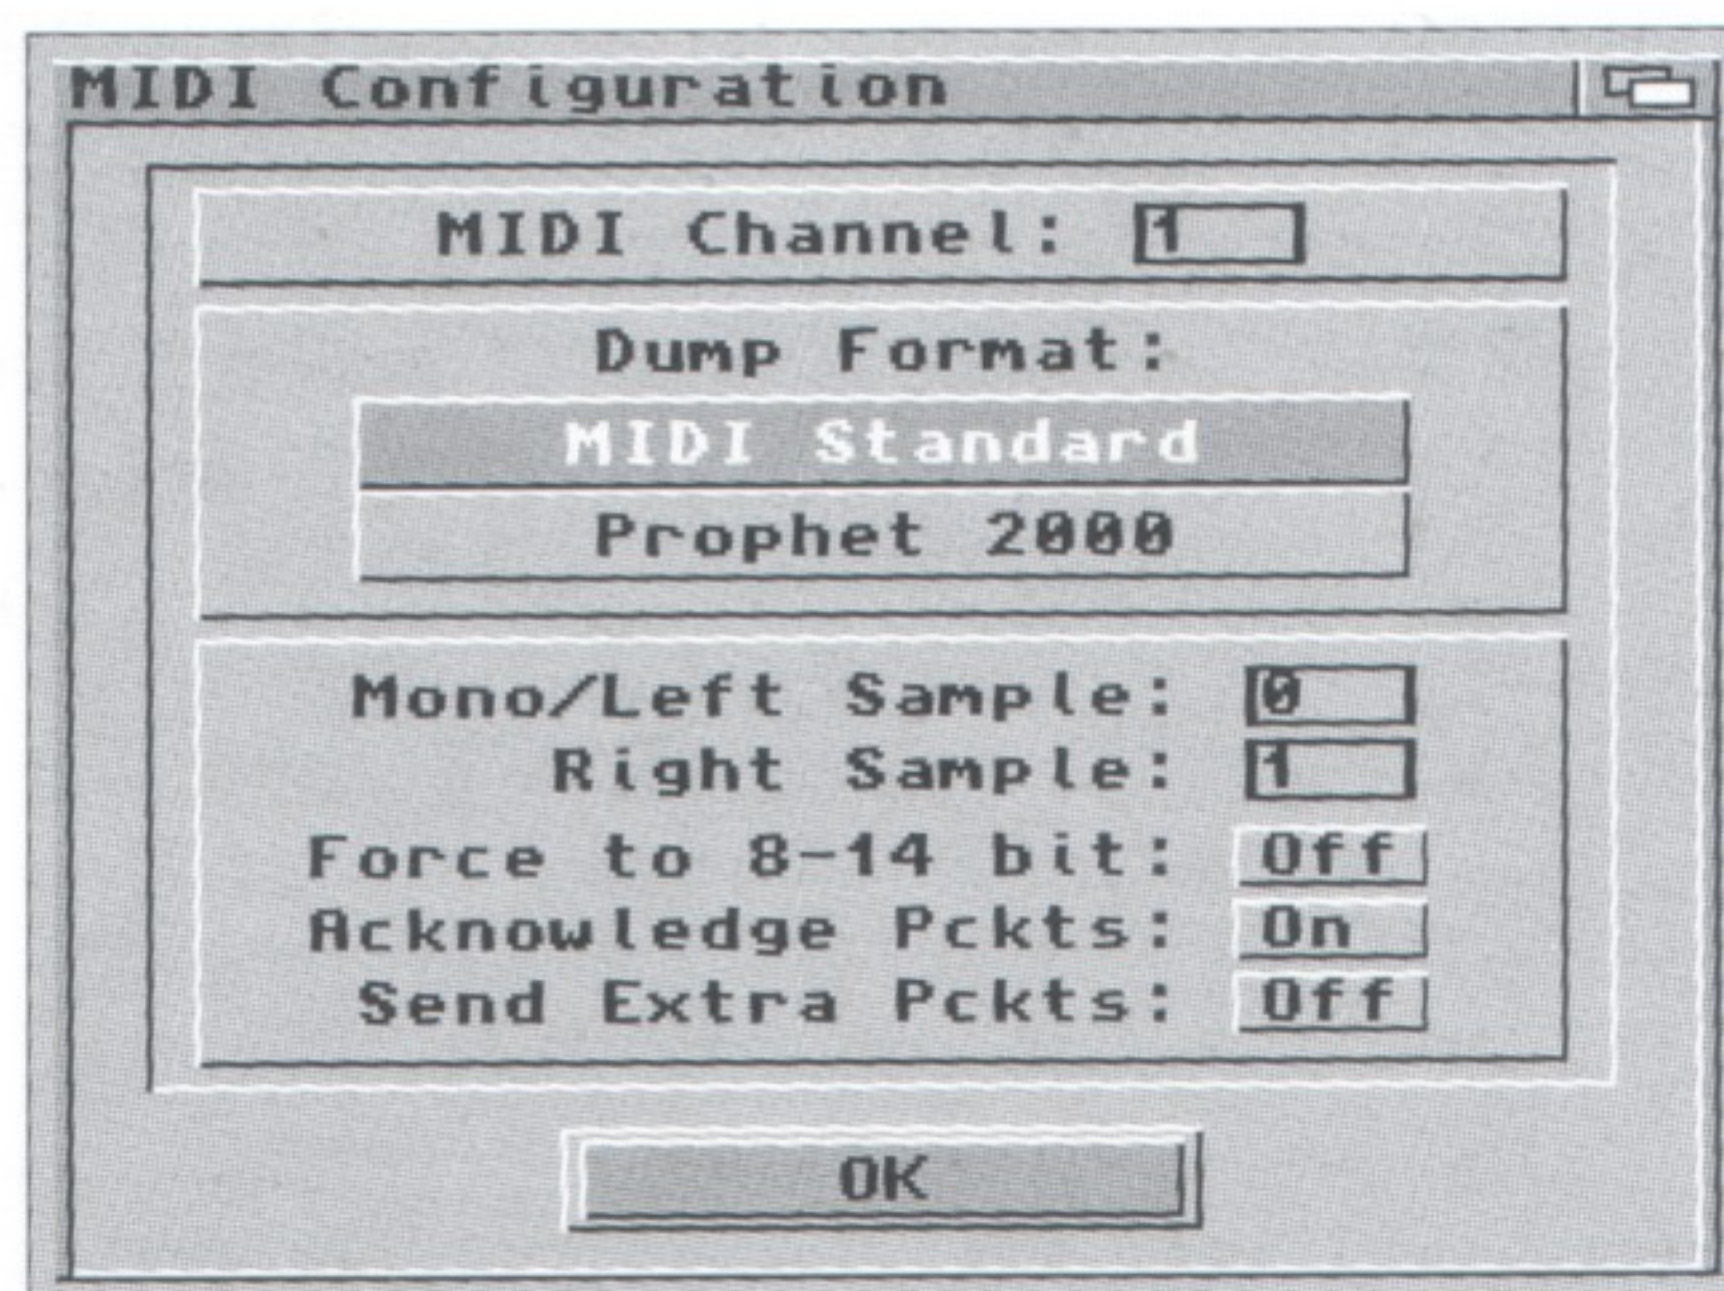 MIDI Configuration
MIDI Channel: 1
Dump Format:
MIDI Standard
Prophet 2000
Mono/Left Sample: 0
Right Sample: 1
Force to 8-14 bit: Off
Acknowledge Pckts: On
Send Extra Pckts: Off
OK